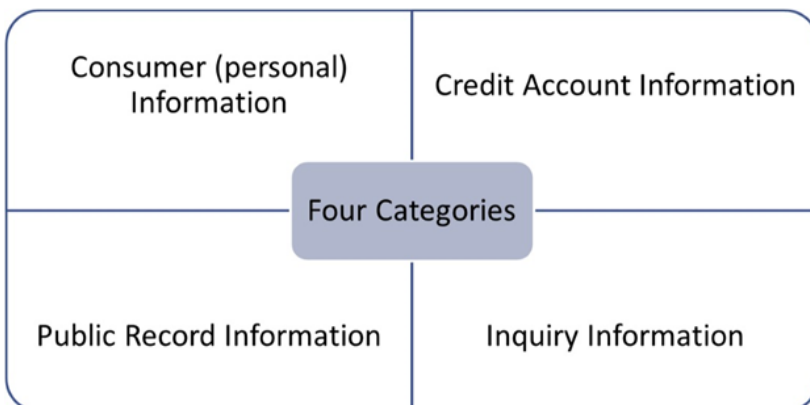 Consumer (personal)
Information
Credit Account Information
Four Categories
Public Record Information
Inquiry Information